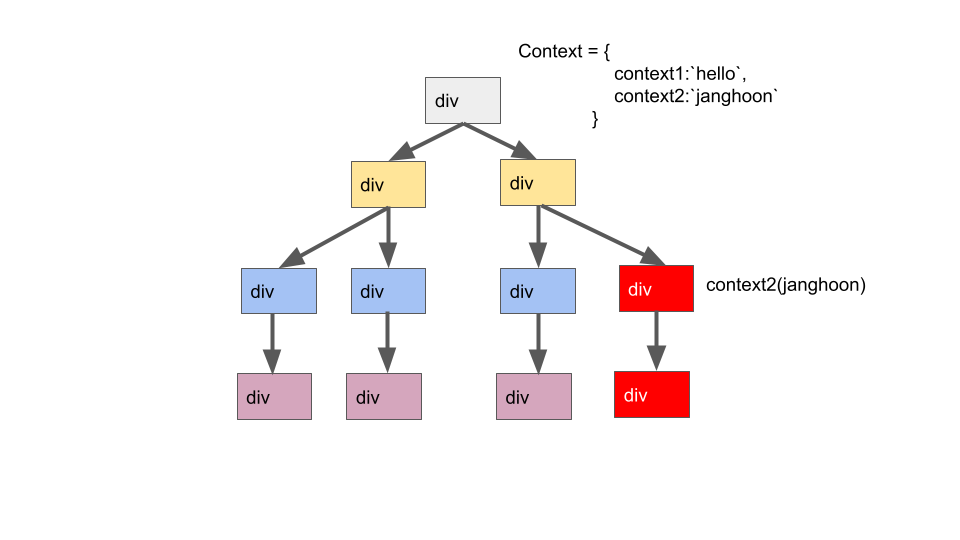 Context = {
context1:`hello`,
context2:`janghoon`
}
div
div
div
div
div
div
div
context2(janghoon)
div
div
div
div